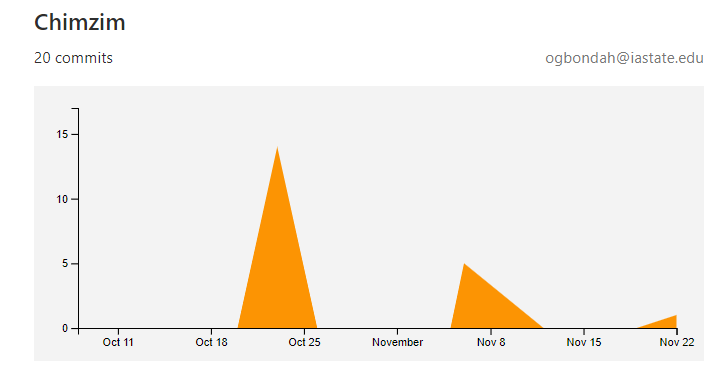 Chimzim
20 commits ogbondah@iastate.edu
15
10
5
0
Oct 11 Oct 18 Oct 25 November Nov 8 Nov 15 Nov 22